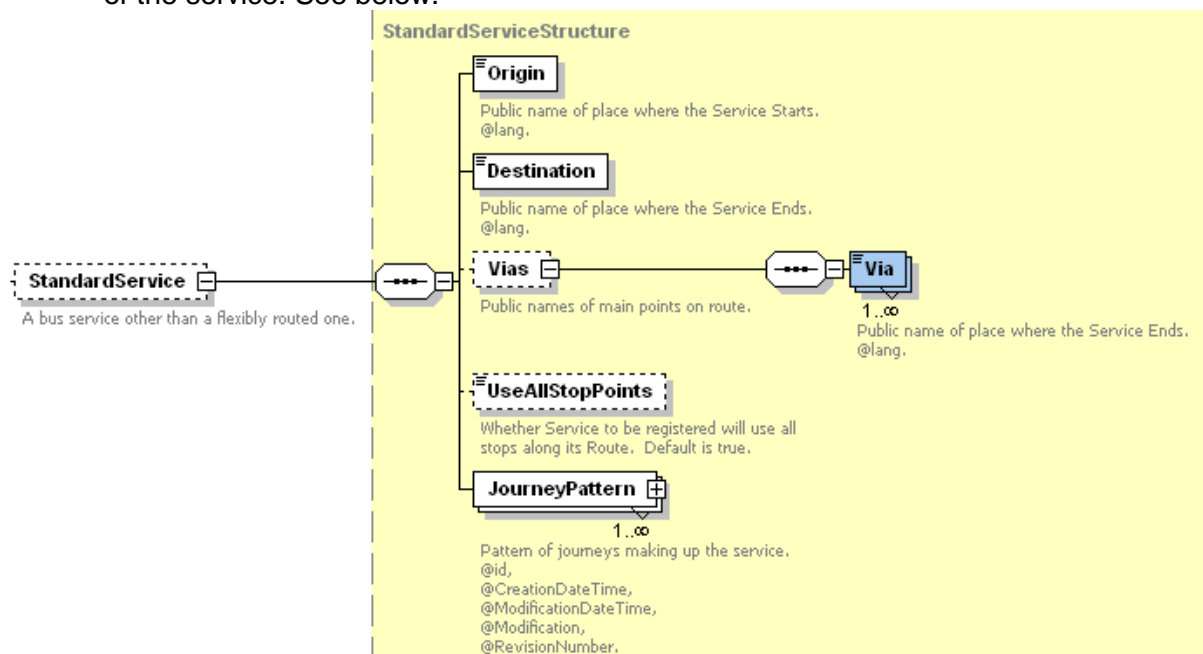 of the service. See below.
StandardServiceStructure
Origin
Public name of place where the Service Starts.
@lang.
Destination
Public name of place where the Service Ends.
@lang.
StandardService
A bus service other than a flexibly routed one.
Vias
Public names of main points on route.
Via
1..∞
Public name of place where the Service Ends.
@lang.
UseAllStopPoints
Whether Service to be registered will use all
stops along its Route. Default is true.
JourneyPattern
1..∞
Pattern of journeys making up the service.
@id,
@CreationDateTime,
@ModificationDateTime,
@Modification,
@RevisionNumber.